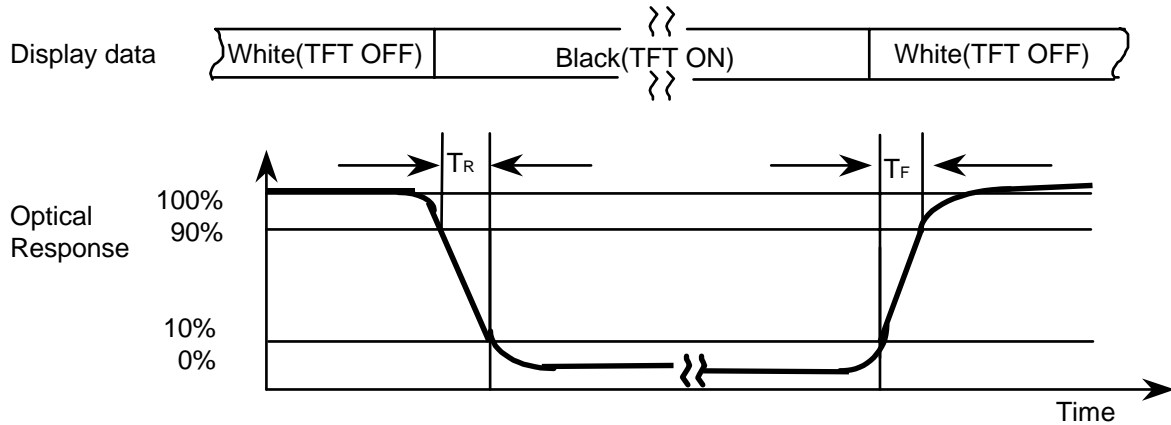 Display data
White(TFT OFF)
Black(TFT ON)
White(TFT OFF)
TR
TF
100%
Optical
Response
90%
10%
0%
Time